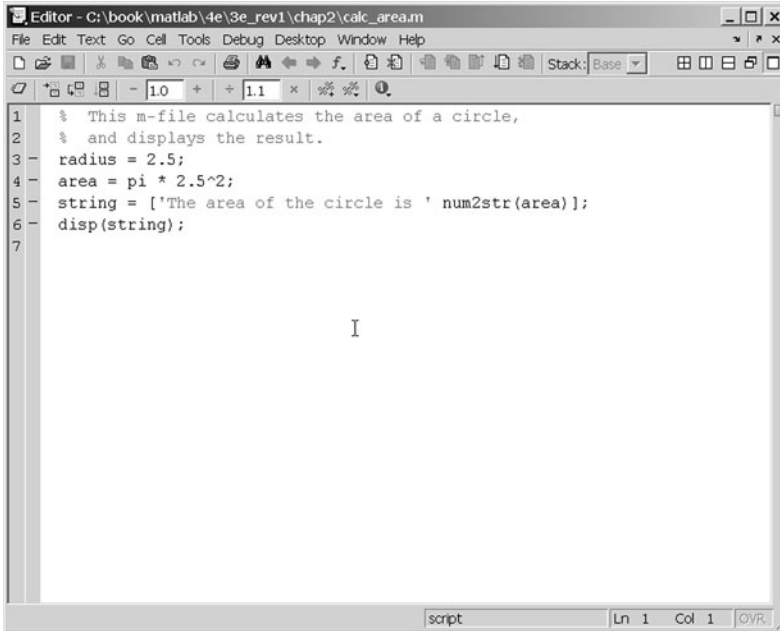 Editor - C:\book\matlab\4e\3e_rev1\chap2\calc_area.m
File Edit Text Go Cell Tools Debug Desktop Window Help
Stack: Base
- 1.0 + ÷ 1.1 ×
1 % This m-file calculates the area of a circle,
2 % and displays the result.
3 - radius = 2.5;
4 - area = pi * 2.5^2;
5 - string = ['The area of the circle is ' num2str(area)];
6 - disp(string);
7
script Ln 1 Col 1 OVR